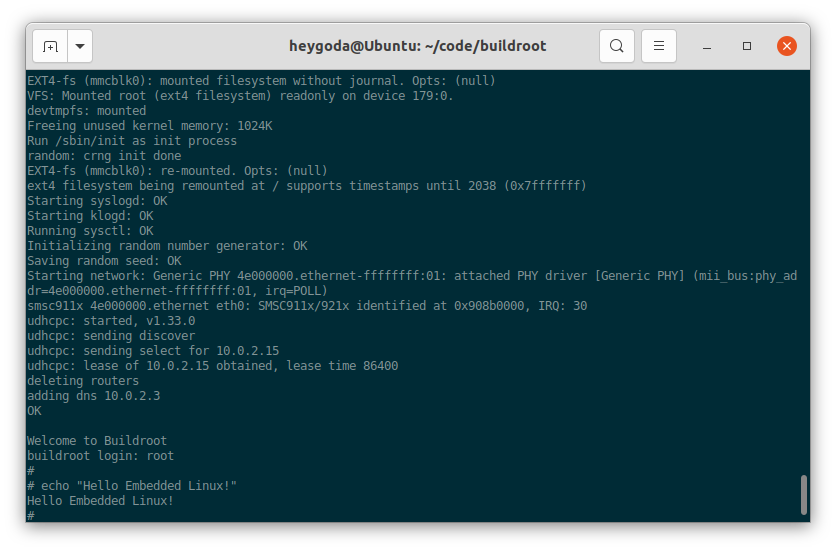 heygoda@Ubuntu: ~/code/buildroot
EXT4-fs (mmcblk0): mounted filesystem without journal. Opts: (null)
VFS: Mounted root (ext4 filesystem) readonly on device 179:0.
devtmpfs: mounted
Freeing unused kernel memory: 1024K
Run /sbin/init as init process
random: crng init done
EXT4-fs (mmcblk0): re-mounted. Opts: (null)
ext4 filesystem being remounted at / supports timestamps until 2038 (0x7fffffff)
Starting syslogd: OK
Starting klogd: OK
Running sysctl: OK
Initializing random number generator: OK
Saving random seed: OK
Starting network: Generic PHY 4e000000.ethernet-ffffffff:01: attached PHY driver [Generic PHY] (mii_bus:phy_ad
dr=4e000000.ethernet-ffffffff:01, irq=POLL)
smsc911x 4e000000.ethernet eth0: SMSC911x/921x identified at 0x908b0000, IRQ: 30
udhcpc: started, v1.33.0
udhcpc: sending discover
udhcpc: sending select for 10.0.2.15
udhcpc: lease of 10.0.2.15 obtained, lease time 86400
deleting routers
adding dns 10.0.2.3
OK

Welcome to Buildroot
buildroot login: root
#
# echo "Hello Embedded Linux!"
Hello Embedded Linux!
#